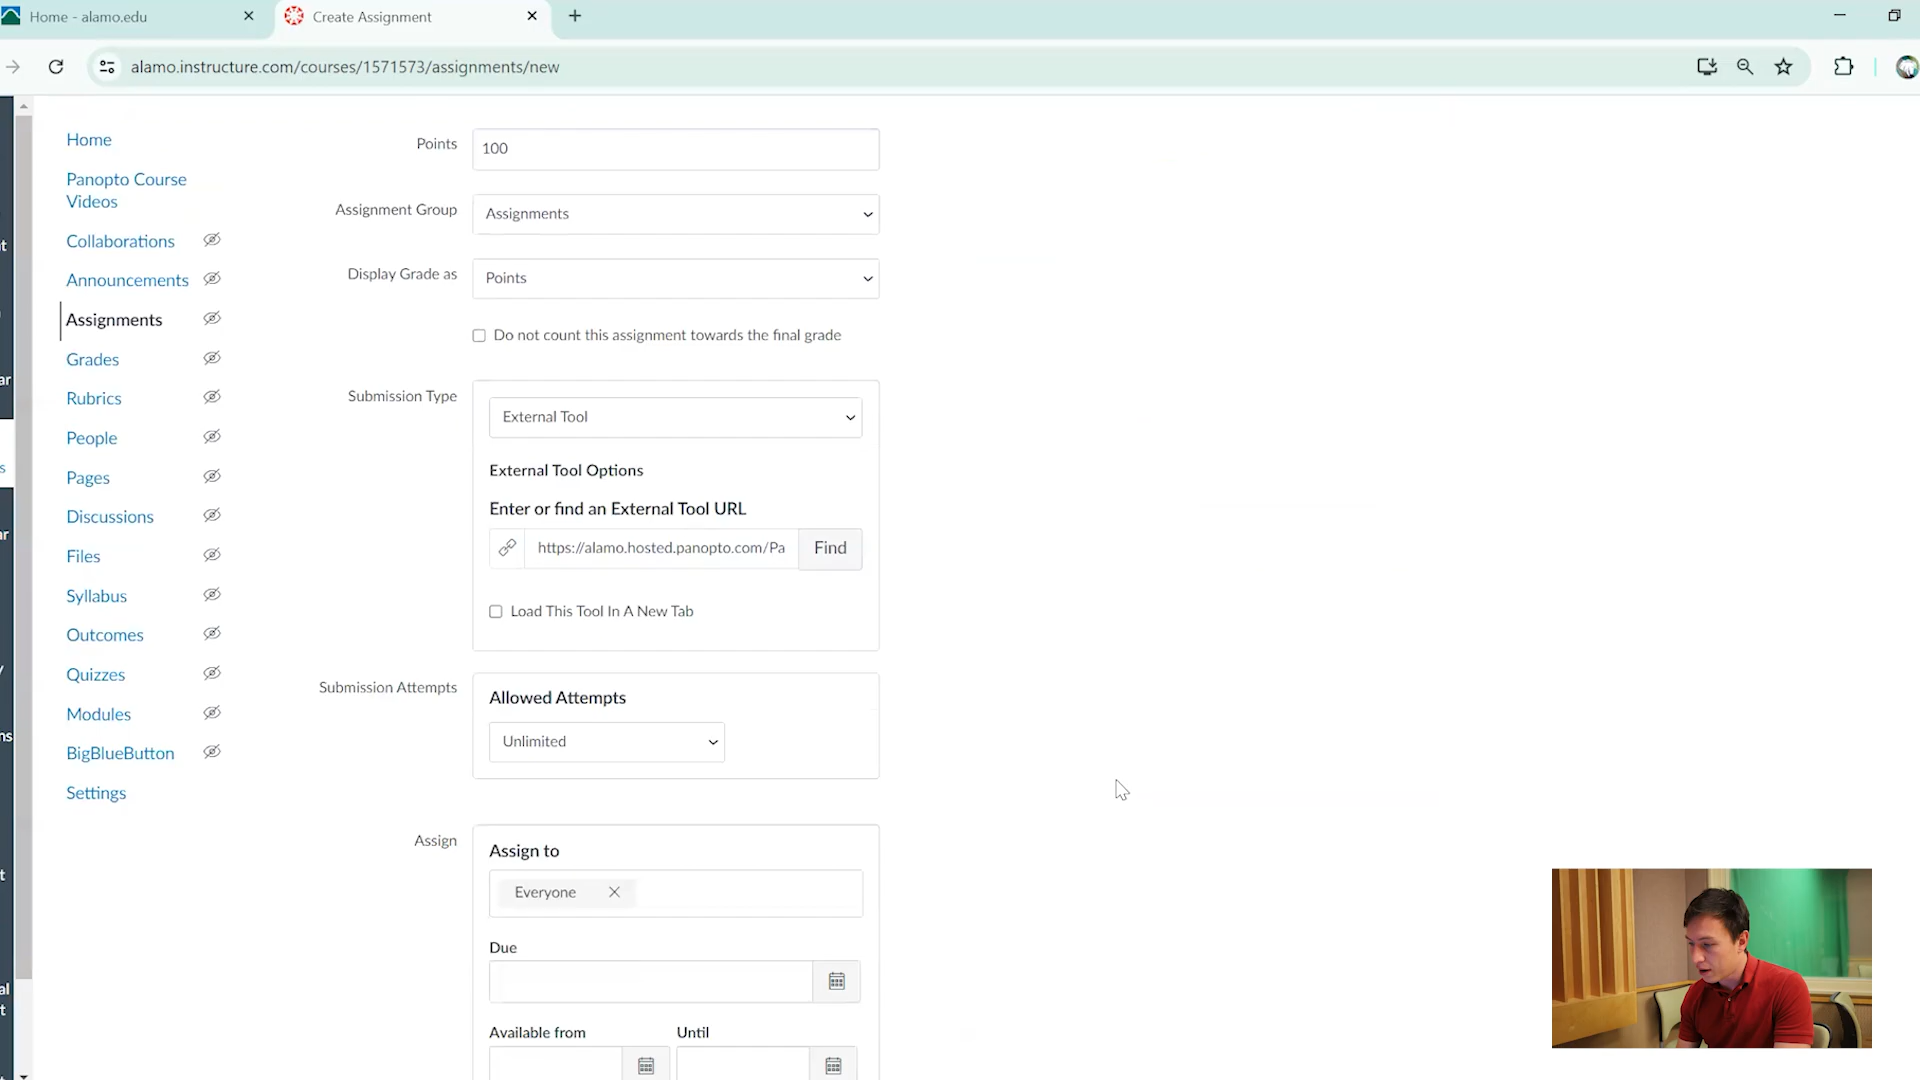 Home - alamo.edu
Create Assignment
alamo.instructure.com/courses/1571573/assignments/new
Home
Panopto Course
Videos
Collaborations
Announcements
Assignments
Grades
Rubrics
People
Pages
Discussions
Files
Syllabus
Outcomes
Quizzes
Modules
BigBlueButton
Settings
Points
100
Assignment Group
Assignments
Display Grade as
Points
Do not count this assignment towards the final grade
Submission Type
External Tool
External Tool Options
Enter or find an External Tool URL
https://alamo.hosted.panopto.com/Pa
Find
Load This Tool In A New Tab
Submission Attempts
Allowed Attempts
Unlimited
Assign
Assign to
Everyone
Due
Available from
Until